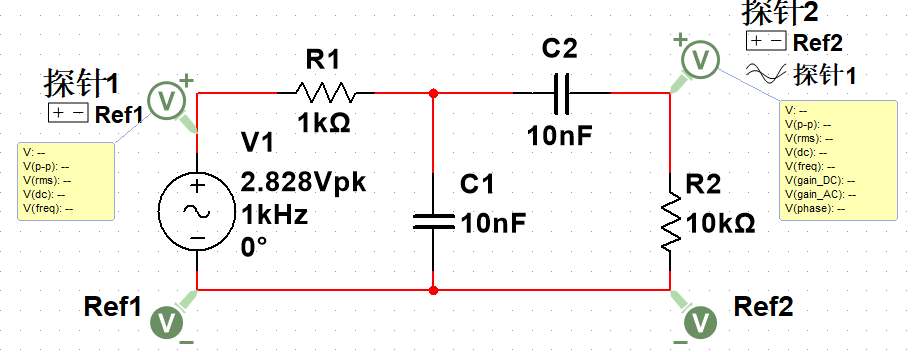 探针2
+ − Ref2
探针1
探针1
+ − Ref1
V
+
V: --
V(p-p): --
V(rms): --
V(dc): --
V(freq): --
R1
1kΩ
V1
2.828Vpk
1kHz
0°
+
−
C2
10nF
C1
10nF
R2
10kΩ
+
V
V: --
V(p-p): --
V(rms): --
V(dc): --
V(freq): --
V(gain_DC): --
V(gain_AC): --
V(phase): --
Ref1
V
−
Ref2
V
−